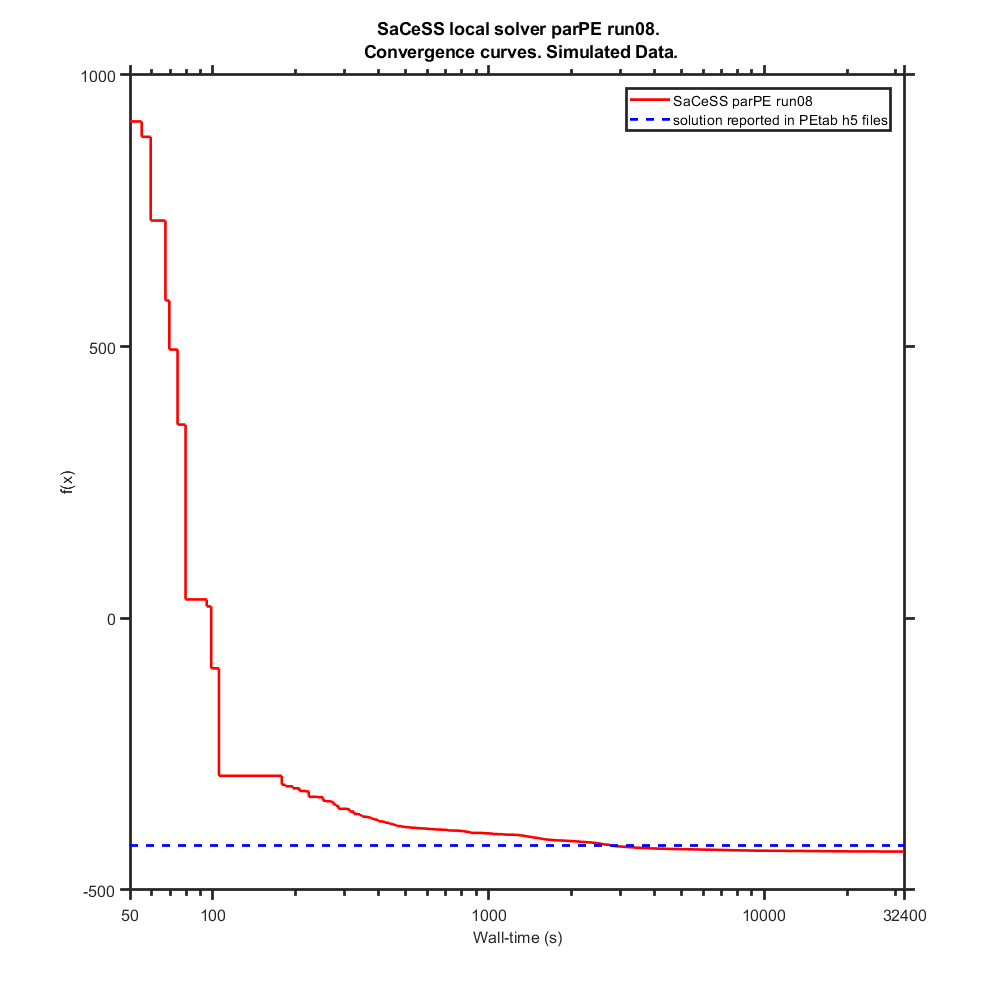 SaCeSS local solver parPE run08.
Convergence curves. Simulated Data.
1000
SaCeSS parPE run08
solution reported in PEtab h5 files
500
f(x)
0
-500
50 100 1000 10000 32400
Wall-time (s)